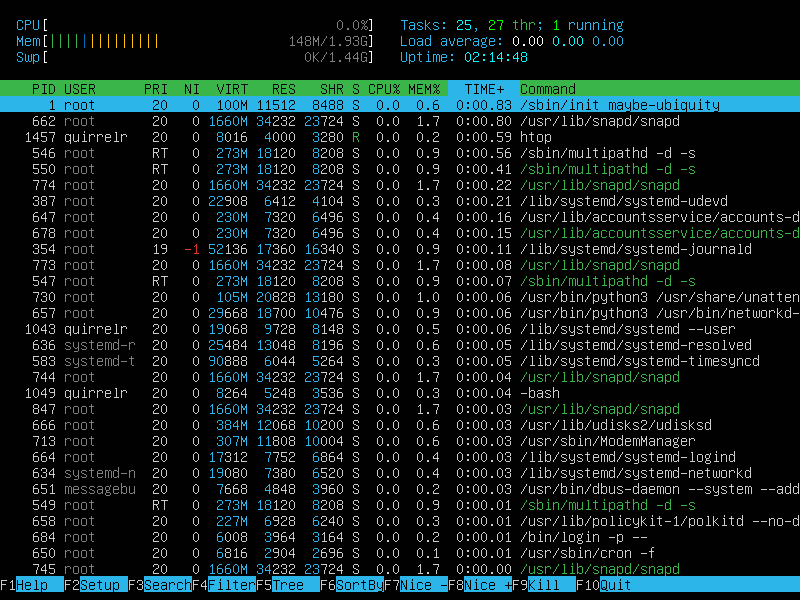 CPU[ 0.0%] Tasks: 25, 27 thr; 1 running
Mem[|||||||||||||| 148M/1.93G] Load average: 0.00 0.00 0.00
Swp[ 0K/1.44G] Uptime: 02:14:48
PID USER PRI NI VIRT RES SHR S CPU% MEM% TIME+ Command
1 root 20 0 100M 11512 8488 S 0.0 0.6 0:00.83 /sbin/init maybe-ubiquity
662 root 20 0 1660M 34232 23724 S 0.0 1.7 0:00.80 /usr/lib/snapd/snapd
1457 quirrelr 20 0 8016 4000 3280 R 0.0 0.2 0:00.59 htop
546 root RT 0 273M 18120 8208 S 0.0 0.9 0:00.56 /sbin/multipathd -d -s
550 root RT 0 273M 18120 8208 S 0.0 0.9 0:00.41 /sbin/multipathd -d -s
774 root 20 0 1660M 34232 23724 S 0.0 1.7 0:00.22 /usr/lib/snapd/snapd
387 root 20 0 22908 6412 4104 S 0.0 0.3 0:00.21 /lib/systemd/systemd-udevd
647 root 20 0 230M 7320 6496 S 0.0 0.4 0:00.16 /usr/lib/accountsservice/accounts-d
678 root 20 0 230M 7320 6496 S 0.0 0.4 0:00.15 /usr/lib/accountsservice/accounts-d
354 root 19 -1 52136 17360 16340 S 0.0 0.9 0:00.11 /lib/systemd/systemd-journald
773 root 20 0 1660M 34232 23724 S 0.0 1.7 0:00.08 /usr/lib/snapd/snapd
547 root RT 0 273M 18120 8208 S 0.0 0.9 0:00.07 /sbin/multipathd -d -s
730 root 20 0 105M 20828 13180 S 0.0 1.0 0:00.06 /usr/bin/python3 /usr/share/unatten
657 root 20 0 29668 18700 10476 S 0.0 0.9 0:00.06 /usr/bin/python3 /usr/bin/networkd-
1043 quirrelr 20 0 19068 9728 8148 S 0.0 0.5 0:00.06 /lib/systemd/systemd --user
636 systemd-r 20 0 25484 13048 8196 S 0.0 0.6 0:00.05 /lib/systemd/systemd-resolved
583 systemd-t 20 0 90888 6044 5264 S 0.0 0.3 0:00.05 /lib/systemd/systemd-timesyncd
744 root 20 0 1660M 34232 23724 S 0.0 1.7 0:00.04 /usr/lib/snapd/snapd
1049 quirrelr 20 0 8264 5248 3536 S 0.0 0.3 0:00.04 -bash
847 root 20 0 1660M 34232 23724 S 0.0 1.7 0:00.03 /usr/lib/snapd/snapd
666 root 20 0 384M 12068 10200 S 0.0 0.6 0:00.03 /usr/lib/udisks2/udisksd
713 root 20 0 307M 11808 10004 S 0.0 0.6 0:00.03 /usr/sbin/ModemManager
664 root 20 0 17312 7752 6864 S 0.0 0.4 0:00.03 /lib/systemd/systemd-logind
634 systemd-n 20 0 19080 7380 6520 S 0.0 0.4 0:00.03 /lib/systemd/systemd-networkd
651 messagebu 20 0 7668 4848 3960 S 0.0 0.2 0:00.03 /usr/bin/dbus-daemon --system --add
549 root RT 0 273M 18120 8208 S 0.0 0.9 0:00.01 /sbin/multipathd -d -s
658 root 20 0 227M 6928 6240 S 0.0 0.3 0:00.01 /usr/lib/policykit-1/polkitd --no-d
684 root 20 0 6008 3964 3164 S 0.0 0.2 0:00.01 /bin/login -p --
650 root 20 0 6816 2904 2696 S 0.0 0.1 0:00.01 /usr/sbin/cron -f
745 root 20 0 1660M 34232 23724 S 0.0 1.7 0:00.00 /usr/lib/snapd/snapd
F1Help F2Setup F3SearchF4FilterF5Tree F6SortByF7Nice -F8Nice +F9Kill F10Quit